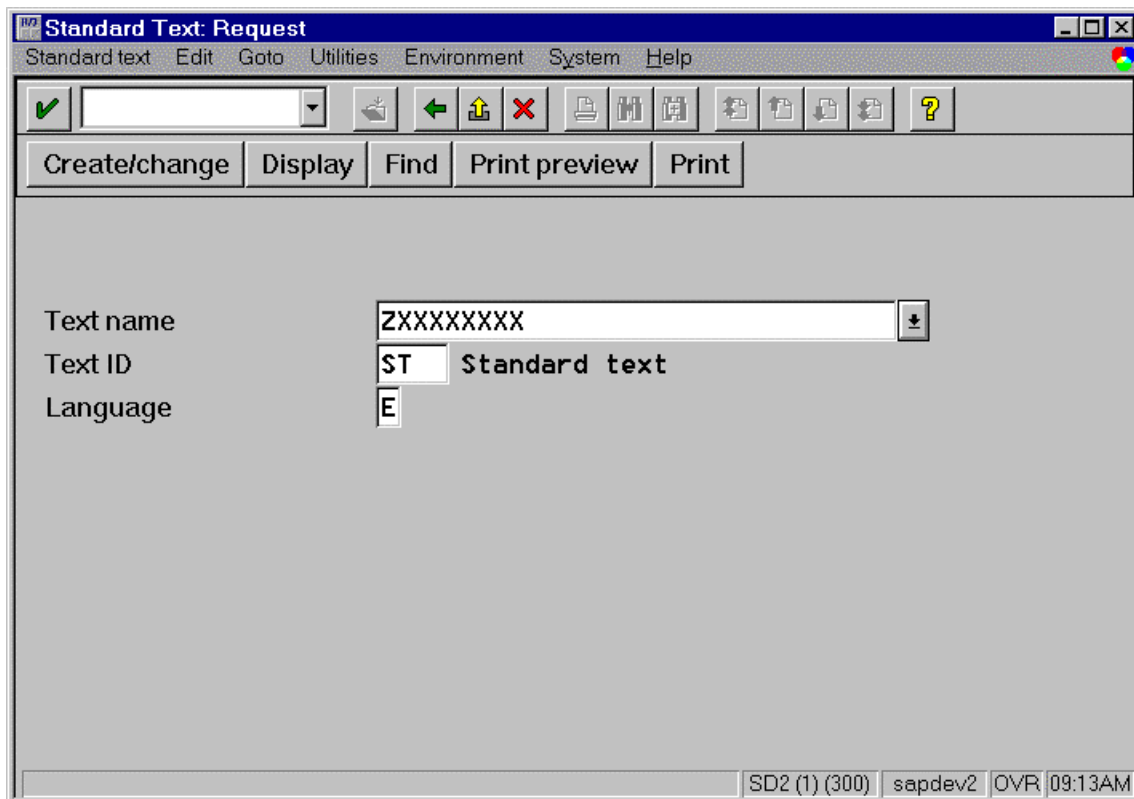 Standard Text: Request
Standard text Edit Goto Utilities Environment System Help
Create/change Display Find Print preview Print
Text name ZXXXXXXXX
Text ID ST Standard text
Language E
SD2 (1) (300) sapdev2 OVR 09:13AM